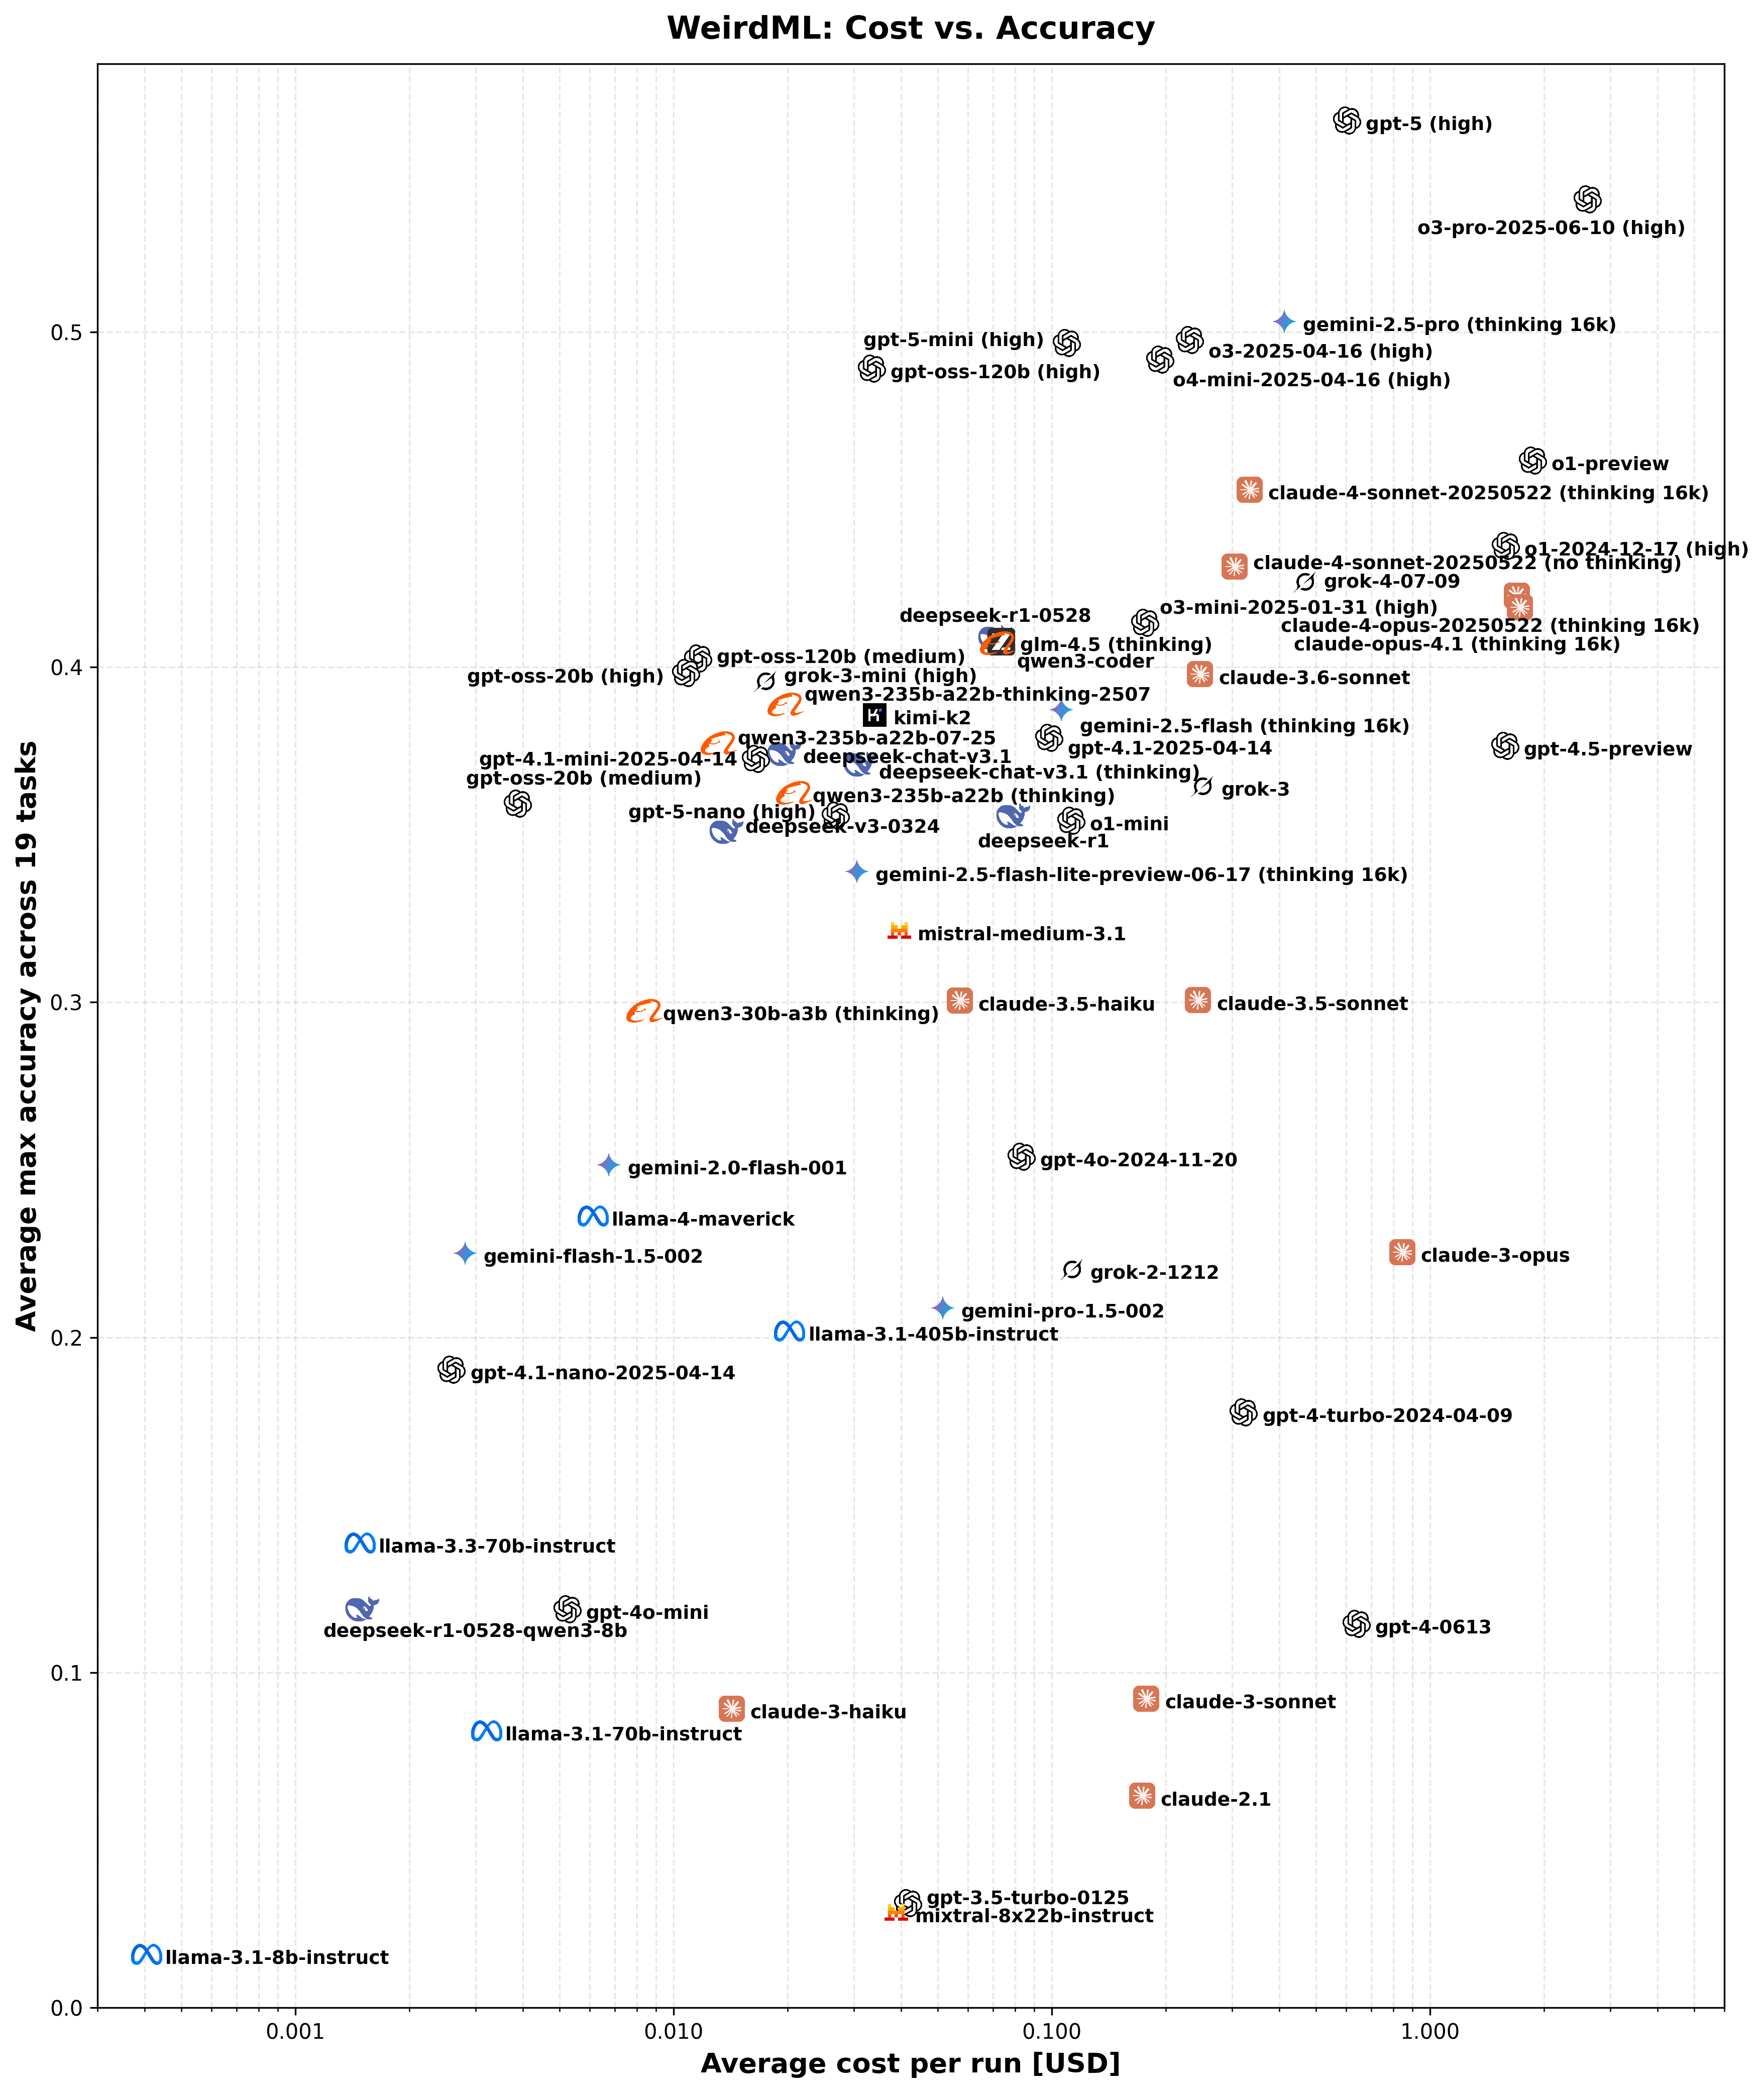 WeirdML: Cost vs. Accuracy
gpt-5 (high)
o3-pro-2025-06-10 (high)
gemini-2.5-pro (thinking 16k)
gpt-5-mini (high)
o3-2025-04-16 (high)
gpt-oss-120b (high)
o4-mini-2025-04-16 (high)
o1-preview
claude-4-sonnet-20250522 (thinking 16k)
o1-2024-12-17 (high)
claude-4-sonnet-20250522 (no thinking)
grok-4-07-09
o3-mini-2025-01-31 (high)
deepseek-r1-0528
claude-4-opus-20250522 (thinking 16k)
glm-4.5 (thinking)
claude-opus-4.1 (thinking 16k)
gpt-oss-120b (medium)
qwen3-coder
gpt-oss-20b (high)
grok-3-mini (high)
claude-3.6-sonnet
qwen3-235b-a22b-thinking-2507
kimi-k2
gemini-2.5-flash (thinking 16k)
qwen3-235b-a22b-07-25
gpt-4.1-2025-04-14
gpt-4.5-preview
gpt-4.1-mini-2025-04-14
deepseek-chat-v3.1
deepseek-chat-v3.1 (thinking)
gpt-oss-20b (medium)
grok-3
qwen3-235b-a22b (thinking)
gpt-5-nano (high)
o1-mini
deepseek-v3-0324
deepseek-r1
gemini-2.5-flash-lite-preview-06-17 (thinking 16k)
mistral-medium-3.1
claude-3.5-haiku
claude-3.5-sonnet
qwen3-30b-a3b (thinking)
gpt-4o-2024-11-20
gemini-2.0-flash-001
llama-4-maverick
gemini-flash-1.5-002
claude-3-opus
grok-2-1212
gemini-pro-1.5-002
llama-3.1-405b-instruct
gpt-4.1-nano-2025-04-14
gpt-4-turbo-2024-04-09
llama-3.3-70b-instruct
gpt-4o-mini
deepseek-r1-0528-qwen3-8b
gpt-4-0613
claude-3-sonnet
claude-3-haiku
llama-3.1-70b-instruct
claude-2.1
gpt-3.5-turbo-0125
mixtral-8x22b-instruct
llama-3.1-8b-instruct
Average max accuracy across 19 tasks
0.5
0.4
0.3
0.2
0.1
0.0
0.001 0.010 0.100 1.000
Average cost per run [USD]